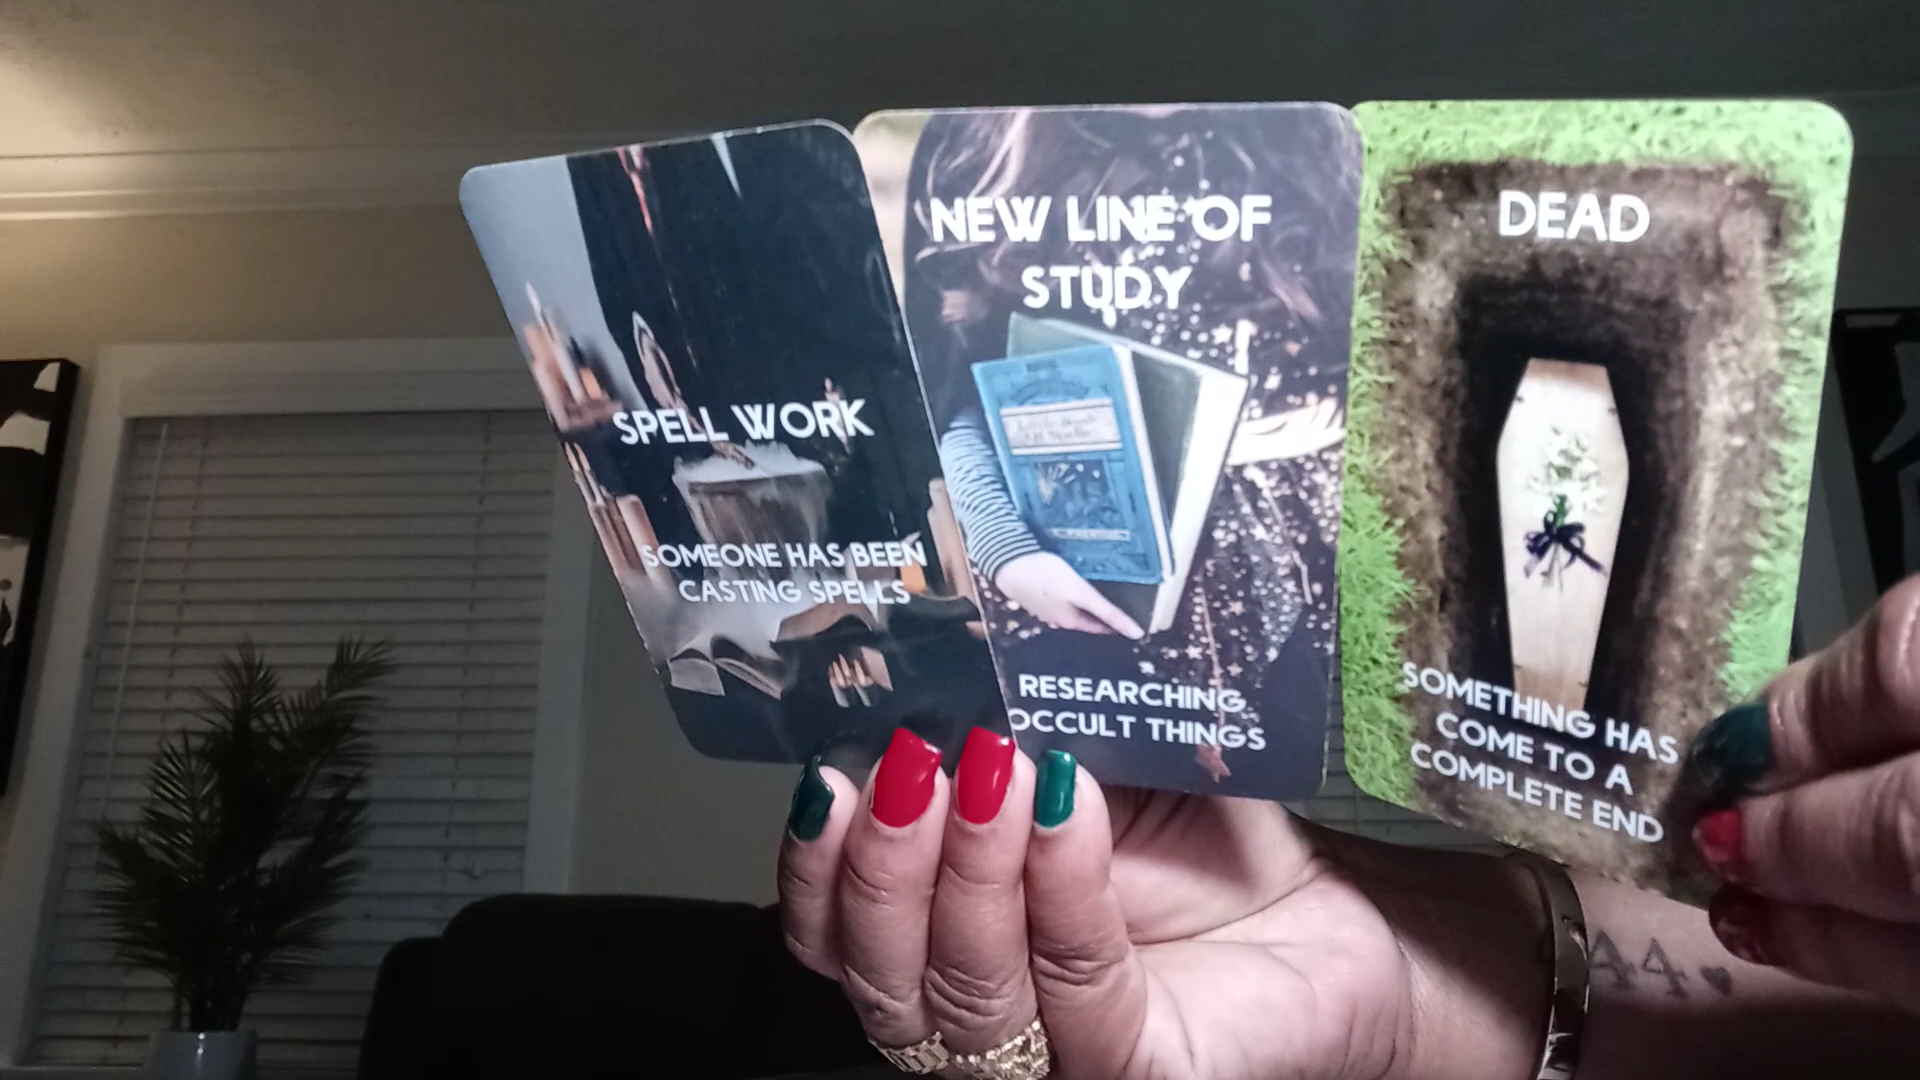 SPELL WORK
SOMEONE HAS BEEN
CASTING SPELLS
NEW LINE OF
STUDY
RESEARCHING
OCCULT THINGS
DEAD
SOMETHING HAS
COME TO A
COMPLETE END
44